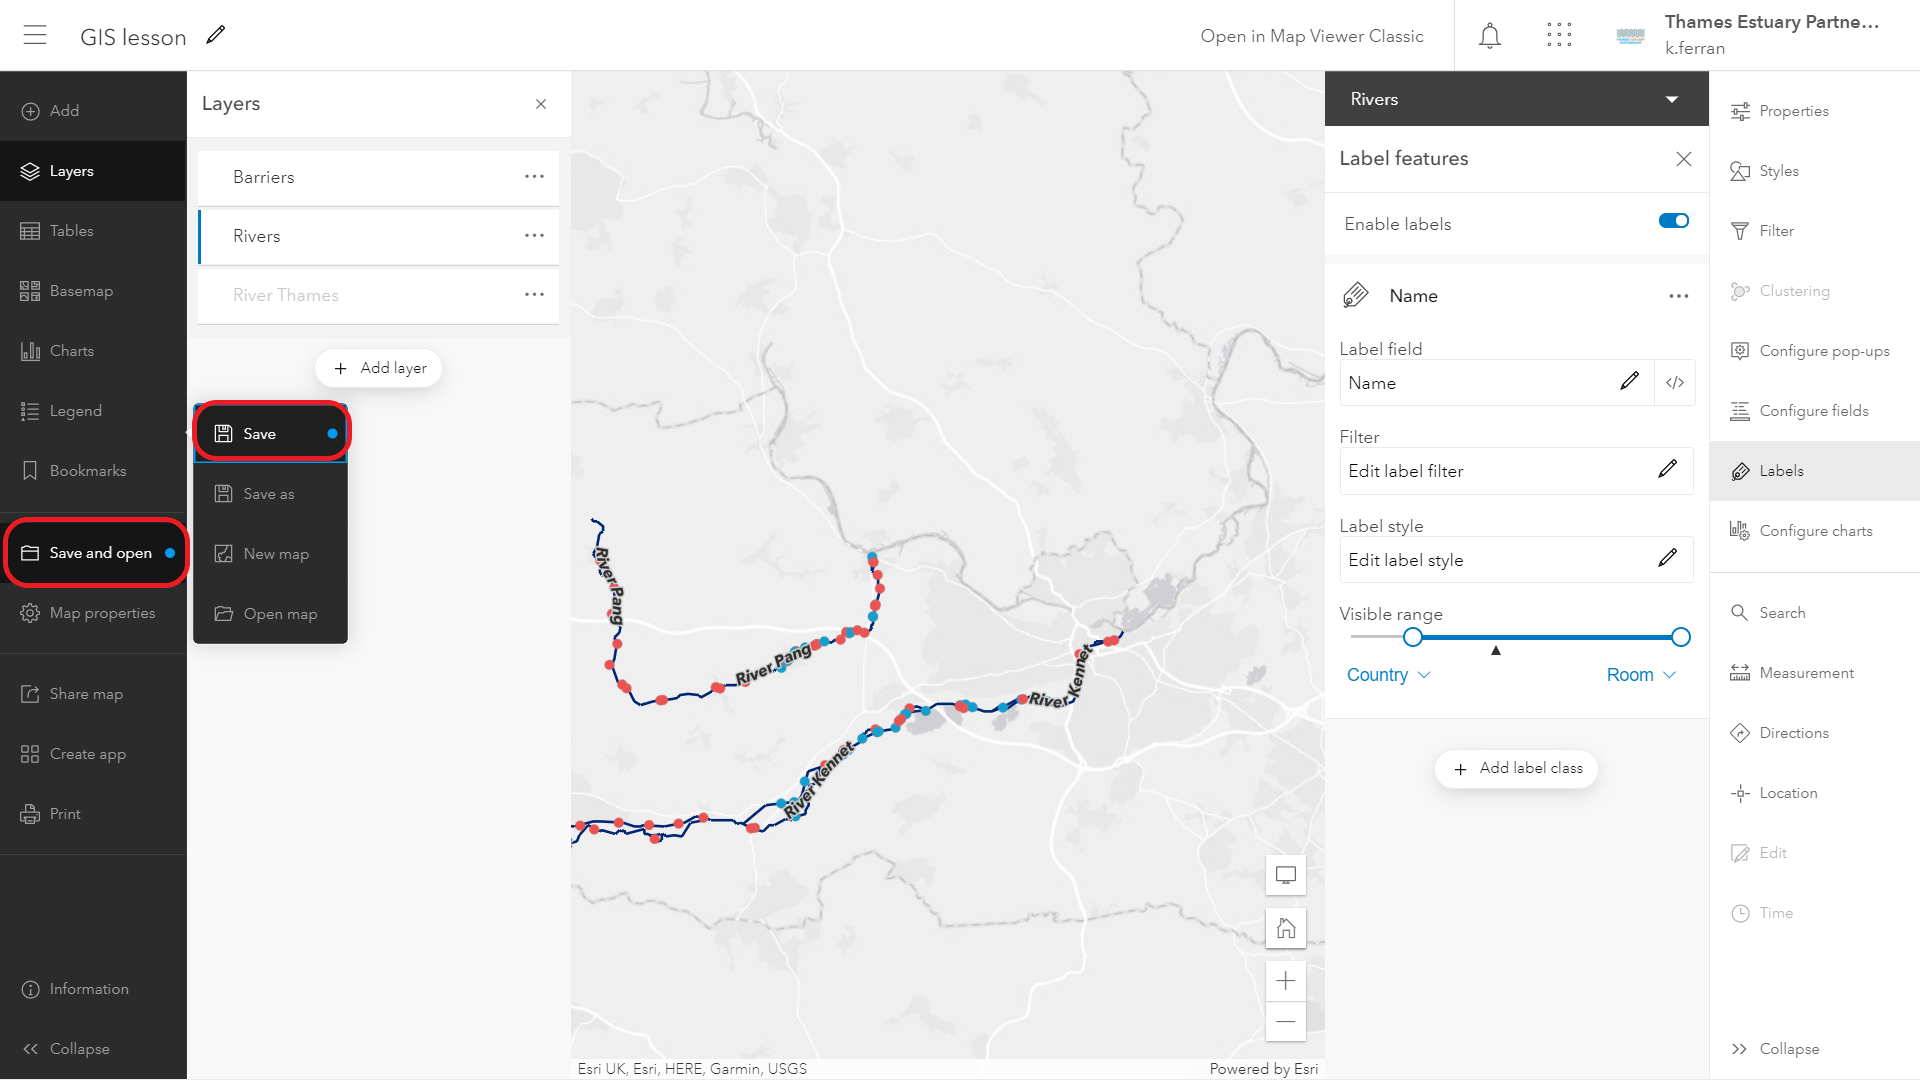 GIS lesson
Open in Map Viewer Classic
Thames Estuary Partne...
k.ferran
Add
Layers
Tables
Basemap
Charts
Legend
Bookmarks
Save and open
Map properties
Share map
Create app
Print
Information
Collapse
Layers
Barriers
Rivers
River Thames
Add layer
Save
Save as
New map
Open map
River Pang
River Pang
River Kennet
River Kennet
Esri UK, Esri, HERE, Garmin, USGS
Powered by Esri
Rivers
Label features
Enable labels
Name
Label field
Name
Filter
Edit label filter
Label style
Edit label style
Visible range
Country
Room
Add label class
Properties
Styles
Filter
Clustering
Configure pop-ups
Configure fields
Labels
Configure charts
Search
Measurement
Directions
Location
Edit
Time
Collapse